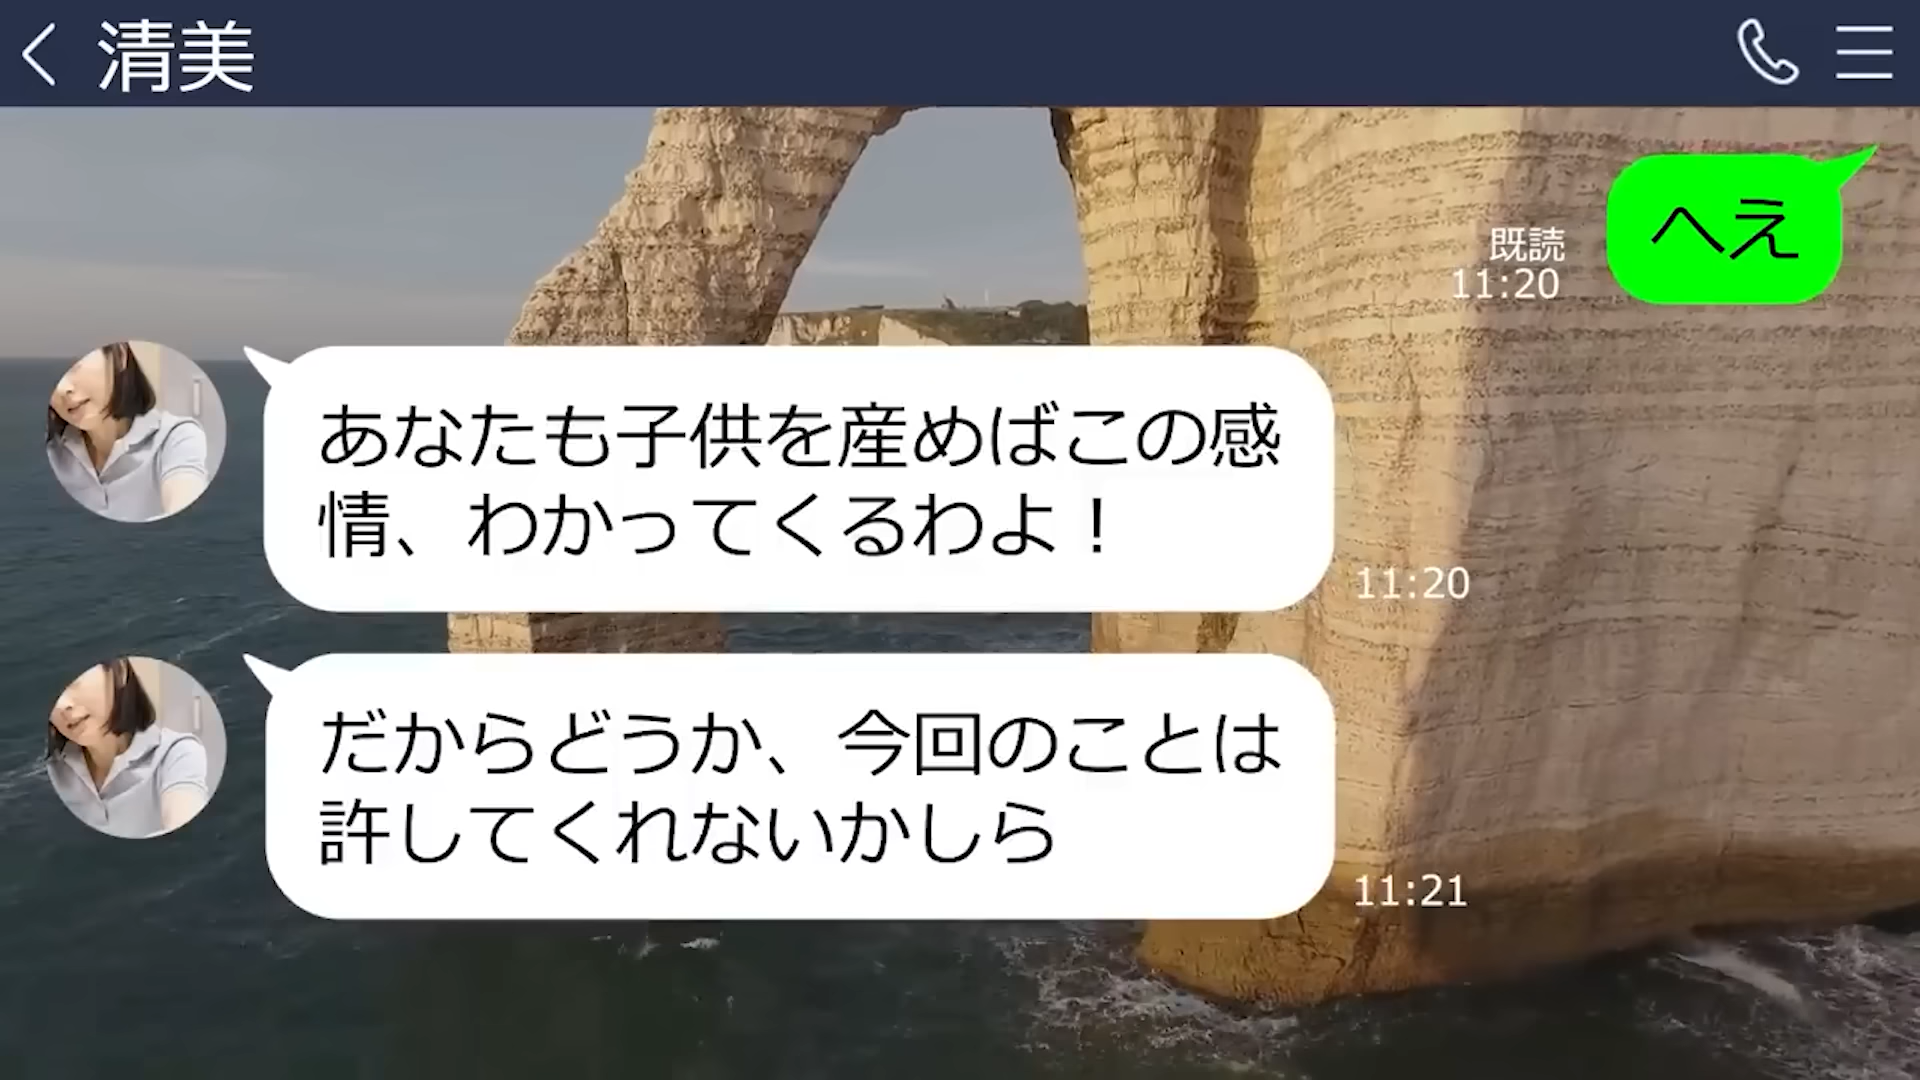 清美
へえ
既読
11:20
あなたも子供を産めばこの感
情、わかってくるわよ！
11:20
だからどうか、今回のことは
許してくれないかしら
11:21